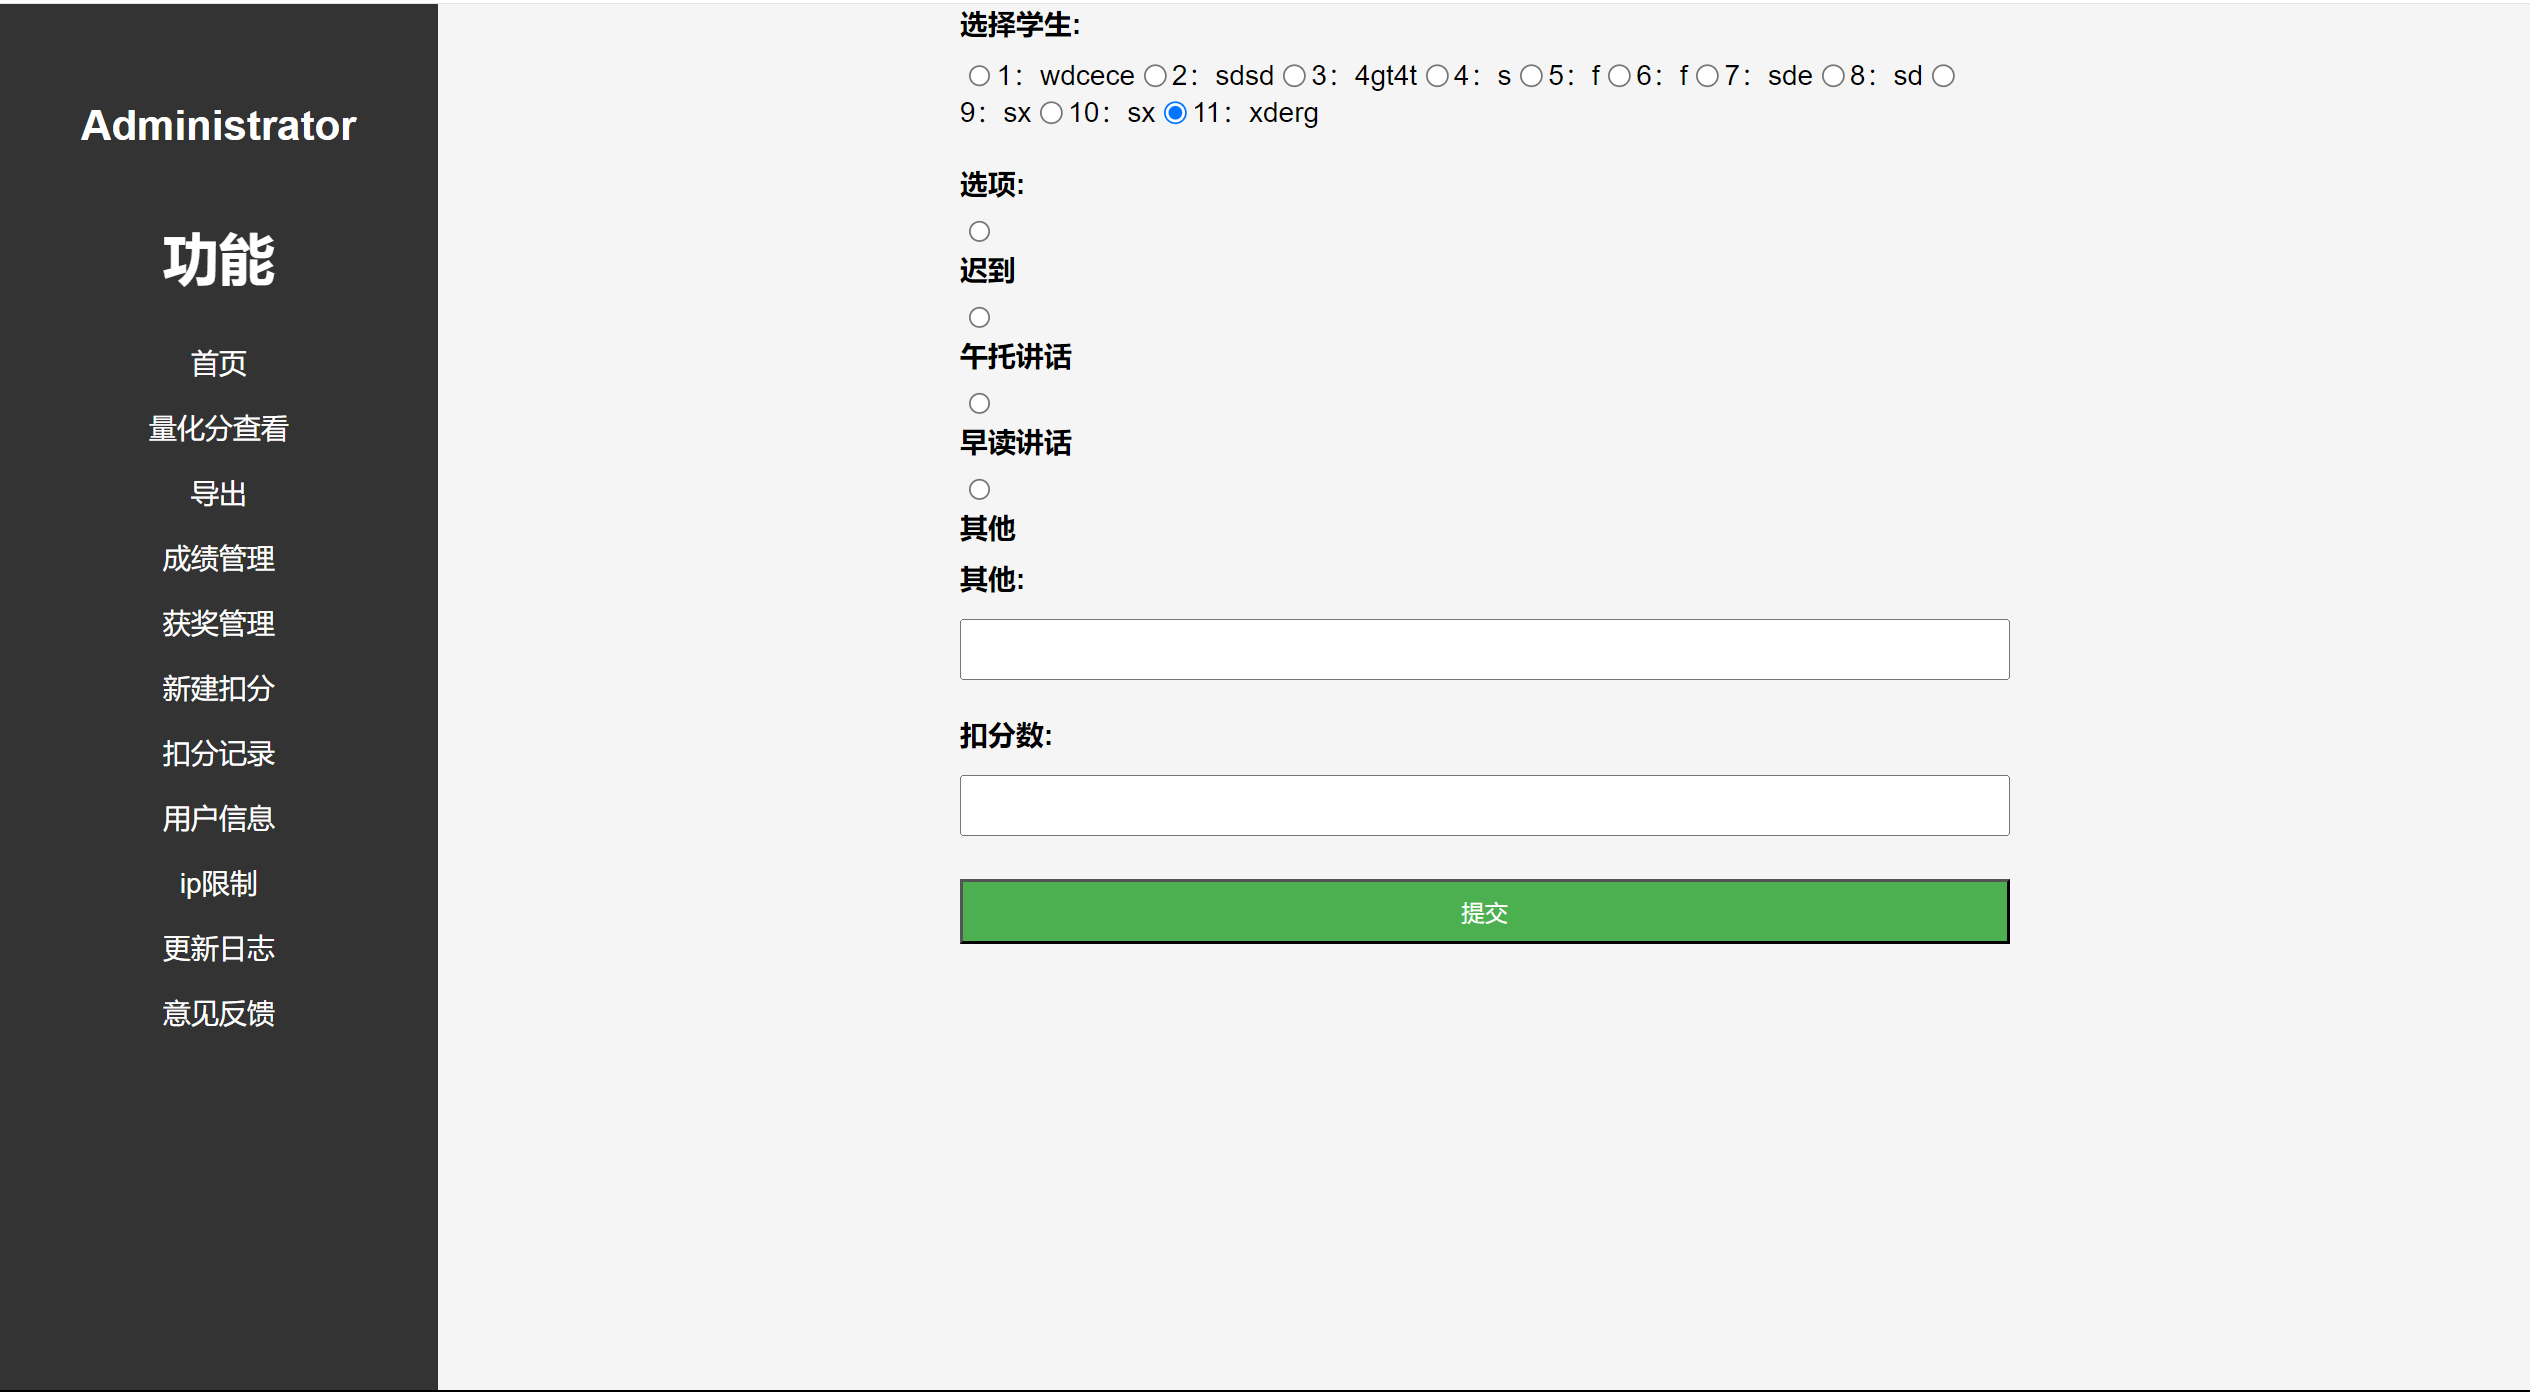 Administrator
功能
首页
量化分查看
导出
成绩管理
获奖管理
新建扣分
扣分记录
用户信息
ip限制
更新日志
意见反馈
选择学生:
1：wdcece 2：sdsd 3：4gt4t 4：s 5：f 6：f 7：sde 8：sd
9：sx 10：sx 11：xderg
选项:
迟到
午托讲话
早读讲话
其他
其他:
扣分数:
提交